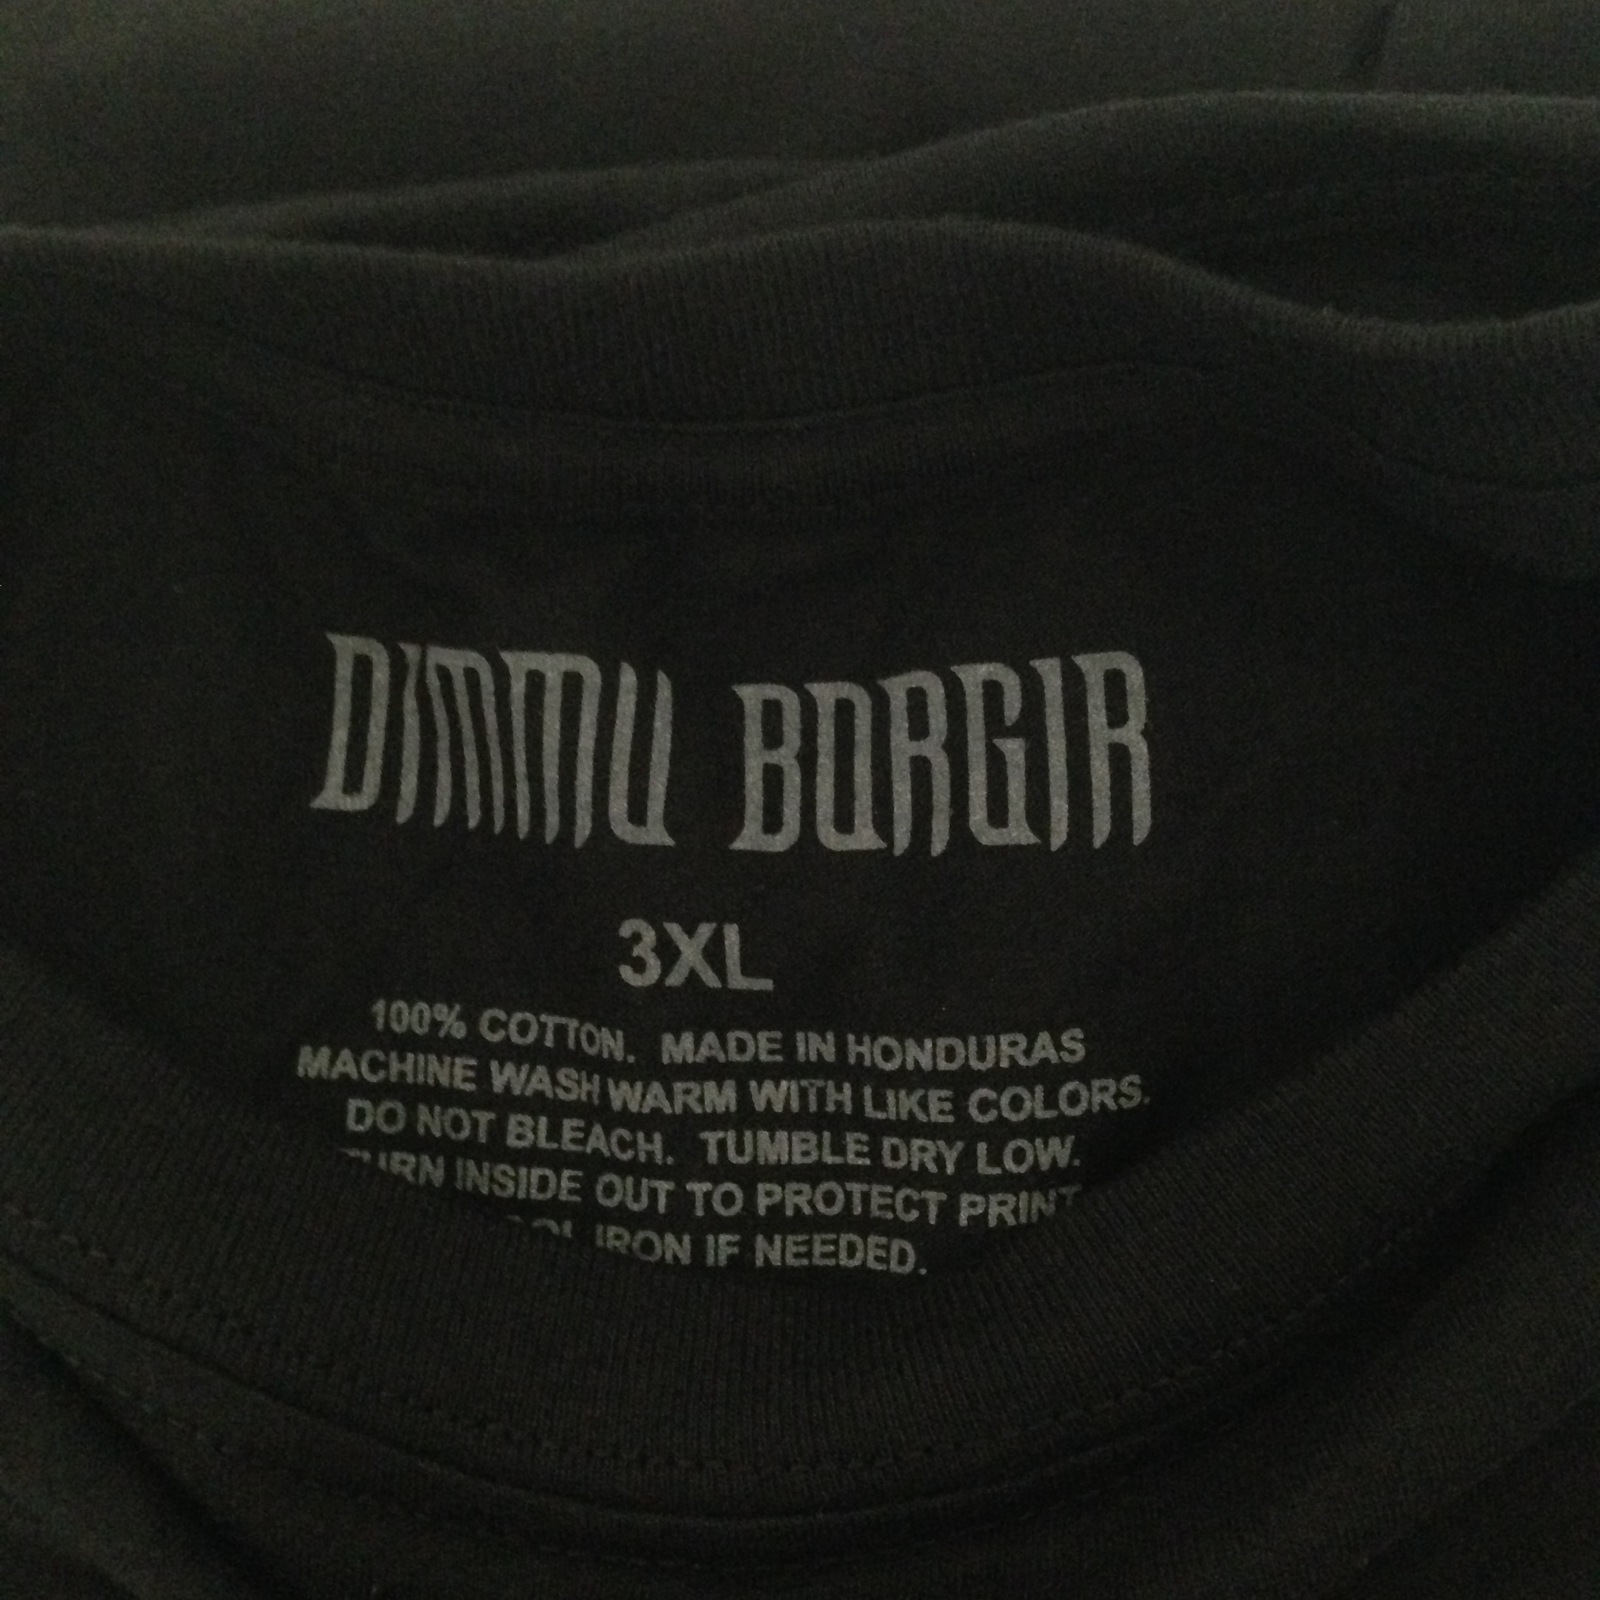 DIMMU BORGIR
3XL
100% COTTON. MADE IN HONDURAS
MACHINE WASH WARM WITH LIKE COLORS.
DO NOT BLEACH. TUMBLE DRY LOW.
TURN INSIDE OUT TO PROTECT PRINT
IRON IF NEEDED.